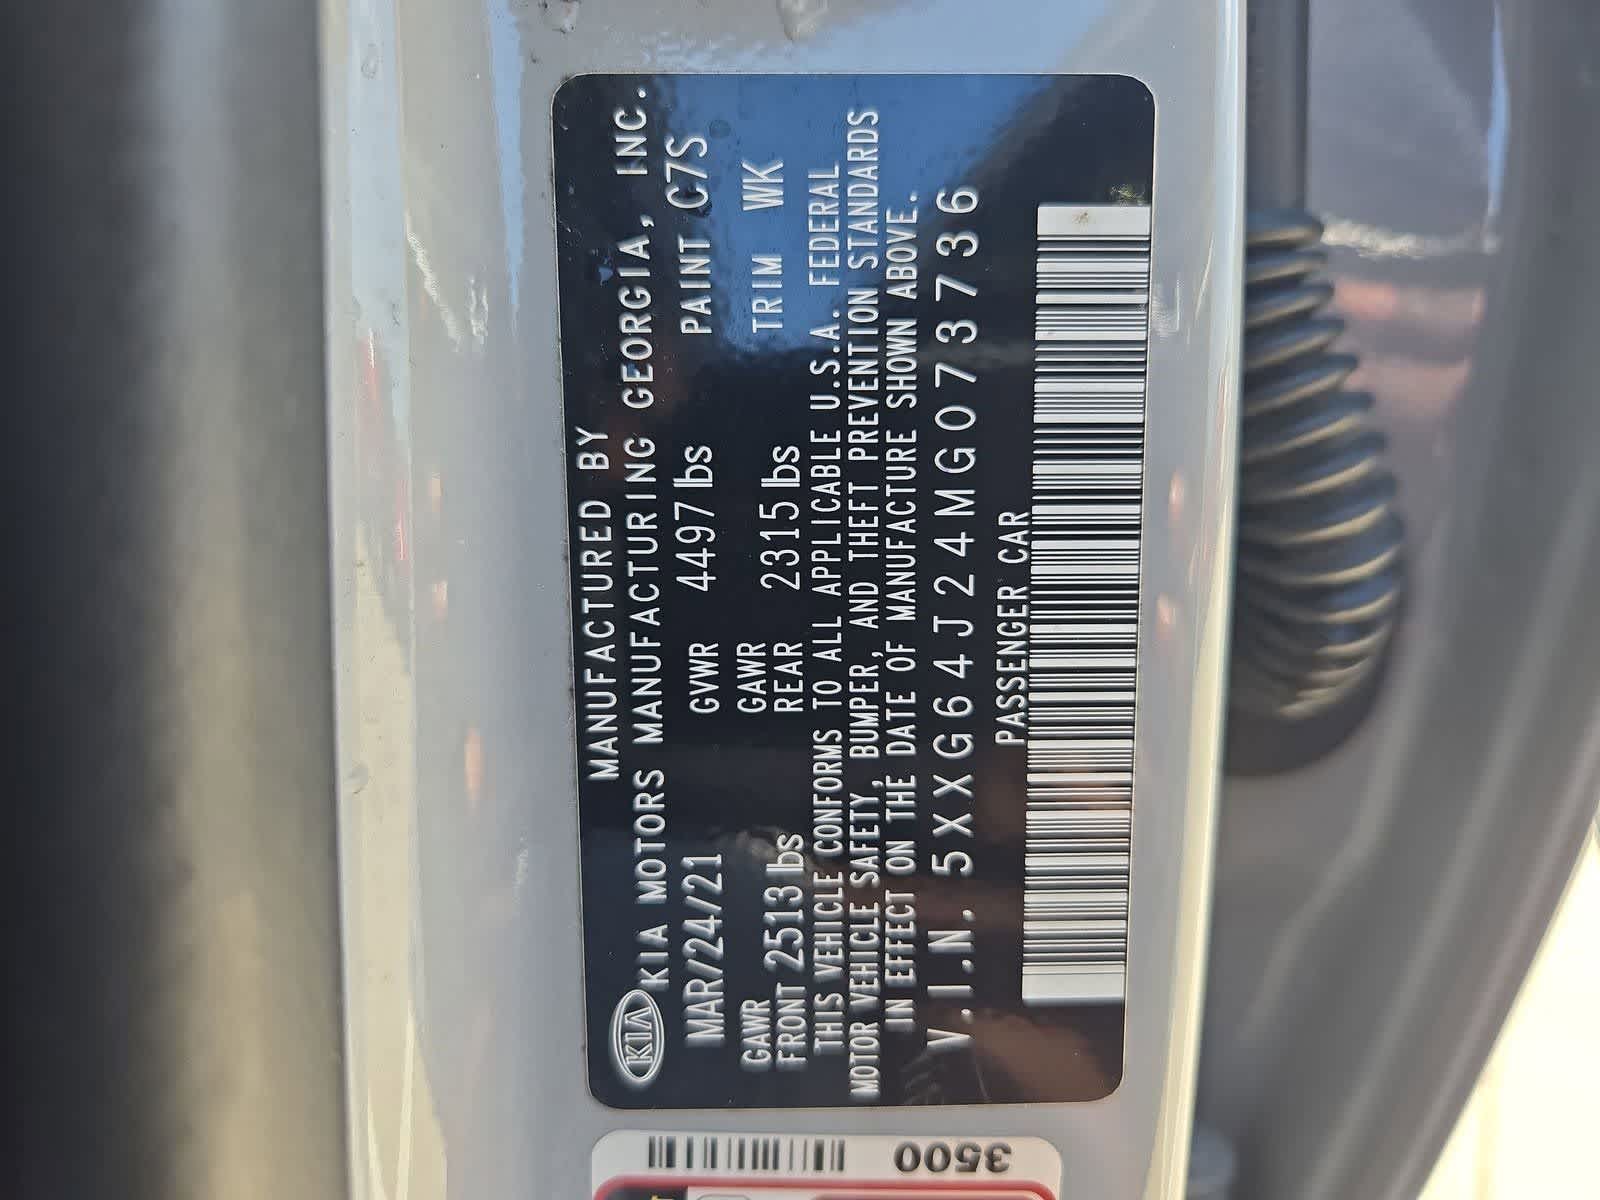 MANUFACTURED BY
KIA KIA MOTORS MANUFACTURING GEORGIA, INC.
MAR/24/21 GVWR 4497 lbs PAINT C7S
GAWR FRONT 2513 lbs GAWR REAR 2315 lbs TRIM WK
THIS VEHICLE CONFORMS TO ALL APPLICABLE U.S.A. FEDERAL
MOTOR VEHICLE SAFETY, BUMPER, AND THEFT PREVENTION STANDARDS
IN EFFECT ON THE DATE OF MANUFACTURE SHOWN ABOVE.
V.I.N. 5XXG64J24MG073736
PASSENGER CAR
3500